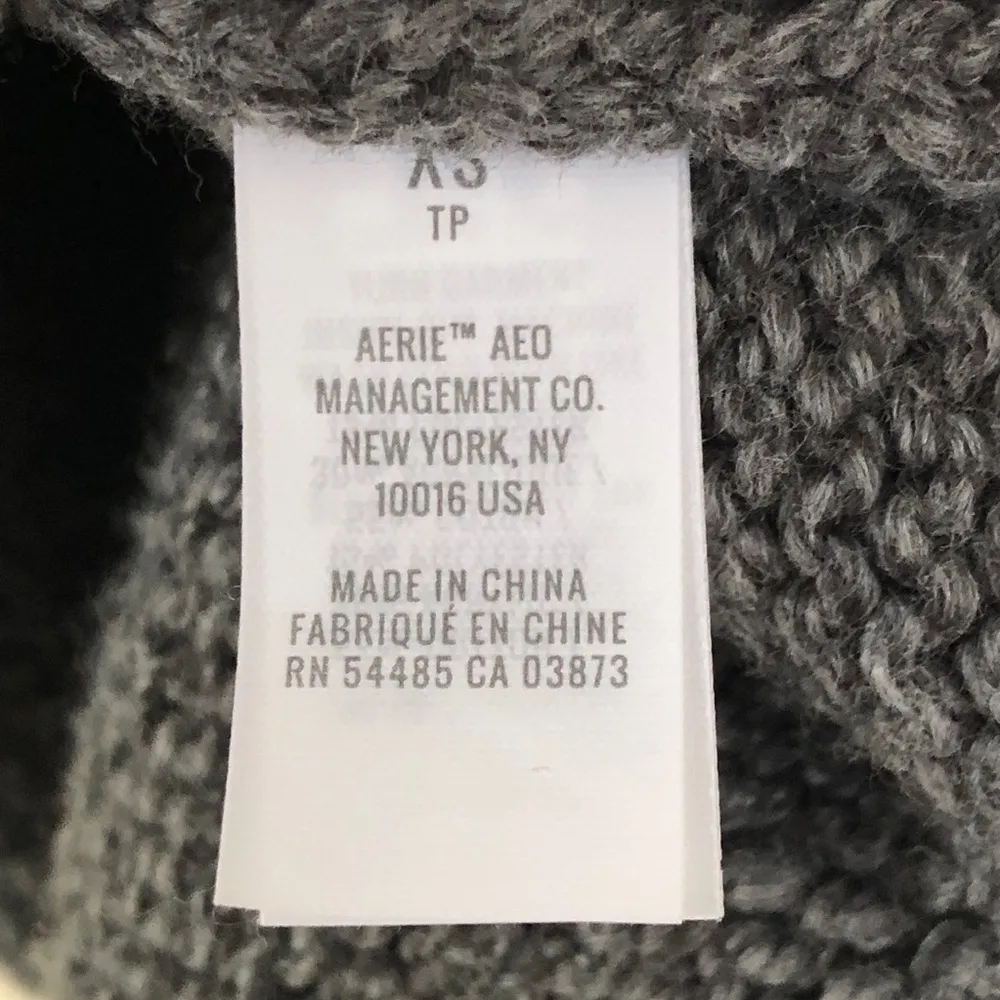 XS
TP
AERIE™ AEO
MANAGEMENT CO.
NEW YORK, NY
10016 USA
MADE IN CHINA
FABRIQUÉ EN CHINE
RN 54485 CA 03873